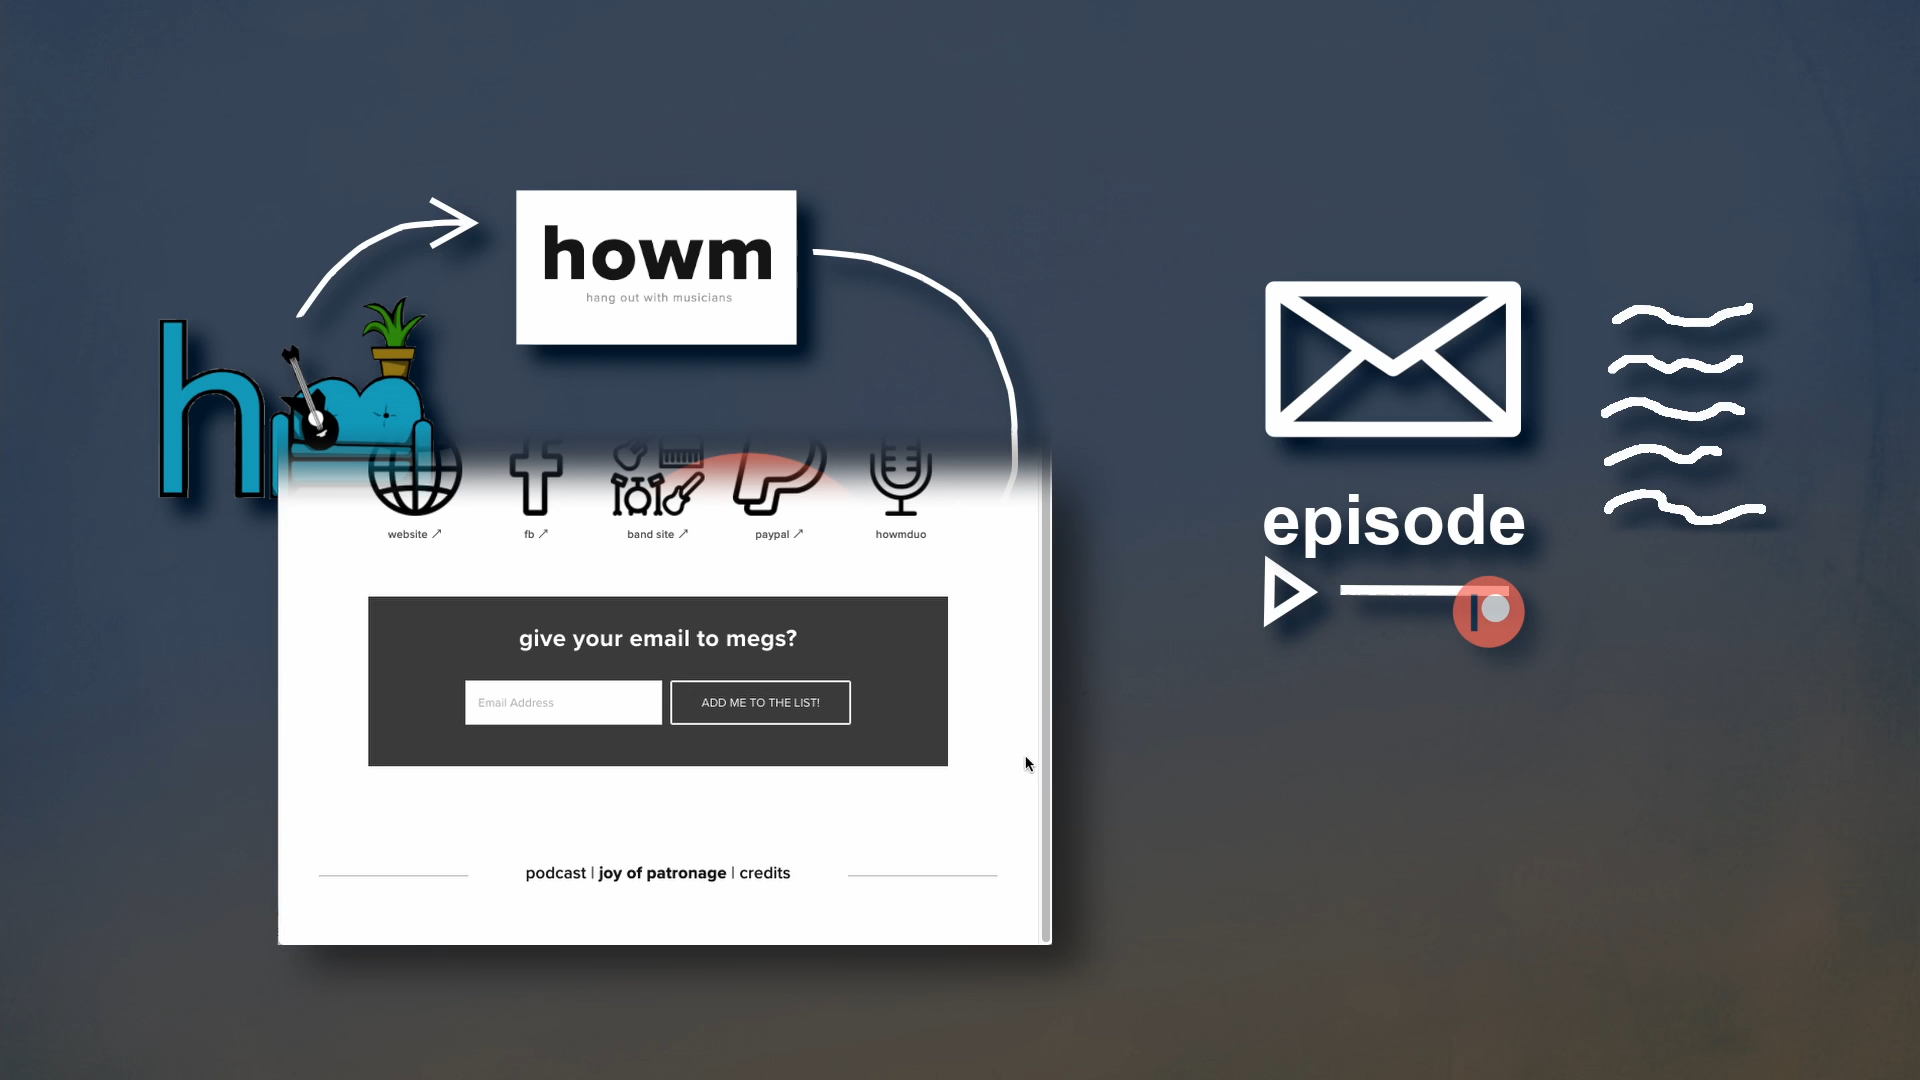 howm
hang out with musicians
h
website ↗
fb ↗
band site ↗
paypal ↗
howmduo
give your email to megs?
Email Address
ADD ME TO THE LIST!
podcast | joy of patronage | credits
episode